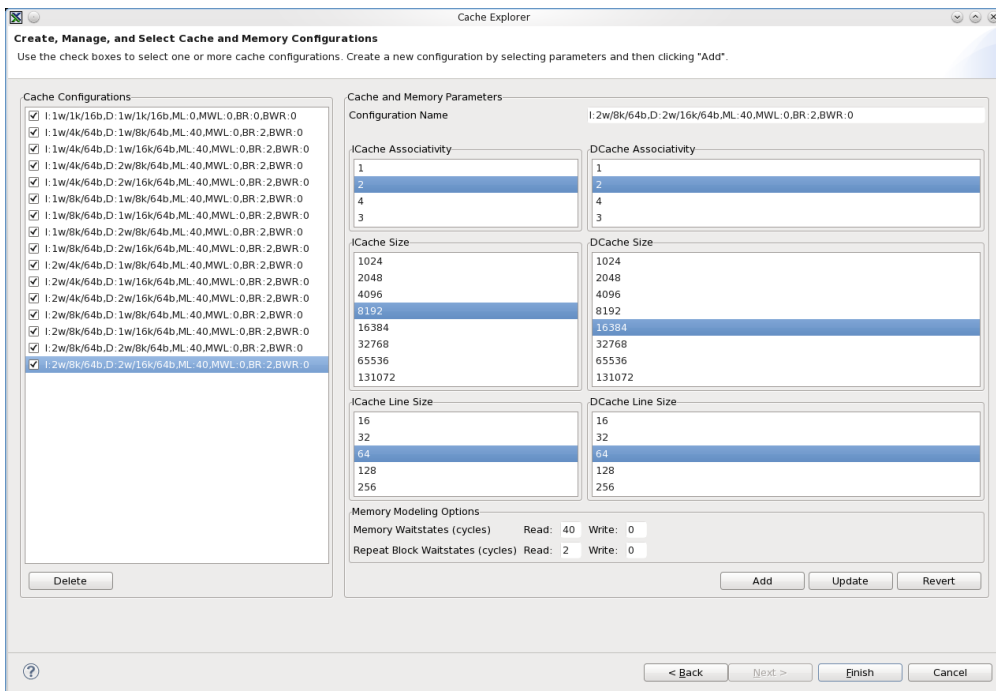 Cache Explorer
Create, Manage, and Select Cache and Memory Configurations
Use the check boxes to select one or more cache configurations. Create a new configuration by selecting parameters and then clicking "Add".
Cache Configurations
I:1w/1k/16b,D:1w/1k/16b,ML:0,MWL:0,BR:0,BWR:0
I:1w/4k/64b,D:1w/8k/64b,ML:40,MWL:0,BR:2,BWR:0
I:1w/4k/64b,D:1w/16k/64b,ML:40,MWL:0,BR:2,BWR:0
I:1w/4k/64b,D:2w/8k/64b,ML:40,MWL:0,BR:2,BWR:0
I:1w/4k/64b,D:2w/16k/64b,ML:40,MWL:0,BR:2,BWR:0
I:1w/8k/64b,D:1w/8k/64b,ML:40,MWL:0,BR:2,BWR:0
I:1w/8k/64b,D:1w/16k/64b,ML:40,MWL:0,BR:2,BWR:0
I:1w/8k/64b,D:2w/8k/64b,ML:40,MWL:0,BR:2,BWR:0
I:1w/8k/64b,D:2w/16k/64b,ML:40,MWL:0,BR:2,BWR:0
I:2w/4k/64b,D:1w/8k/64b,ML:40,MWL:0,BR:2,BWR:0
I:2w/4k/64b,D:1w/16k/64b,ML:40,MWL:0,BR:2,BWR:0
I:2w/4k/64b,D:2w/16k/64b,ML:40,MWL:0,BR:2,BWR:0
I:2w/8k/64b,D:1w/8k/64b,ML:40,MWL:0,BR:2,BWR:0
I:2w/8k/64b,D:1w/16k/64b,ML:40,MWL:0,BR:2,BWR:0
I:2w/8k/64b,D:2w/8k/64b,ML:40,MWL:0,BR:2,BWR:0
I:2w/8k/64b,D:2w/16k/64b,ML:40,MWL:0,BR:2,BWR:0
Delete
Cache and Memory Parameters
Configuration Name I:2w/8k/64b,D:2w/16k/64b,ML:40,MWL:0,BR:2,BWR:0
ICache Associativity
1
2
4
3
DCache Associativity
1
2
4
3
ICache Size
1024
2048
4096
8192
16384
32768
65536
131072
DCache Size
1024
2048
4096
8192
16384
32768
65536
131072
ICache Line Size
16
32
64
128
256
DCache Line Size
16
32
64
128
256
Memory Modeling Options
Memory Waitstates (cycles) Read: 40 Write: 0
Repeat Block Waitstates (cycles) Read: 2 Write: 0
Add Update Revert
? < Back Next > Finish Cancel